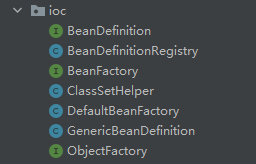 ioc
BeanDefinition
BeanDefinitionRegistry
BeanFactory
ClassSetHelper
DefaultBeanFactory
GenericBeanDefinition
ObjectFactory